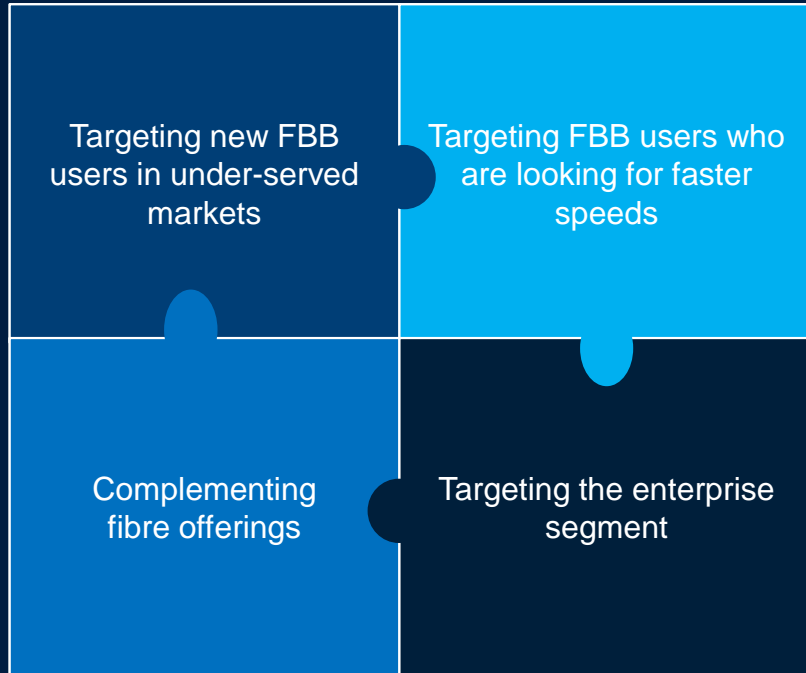 Targeting new FBB
users in under-served
markets
Targeting FBB users who
are looking for faster
speeds
Complementing
fibre offerings
Targeting the enterprise
segment